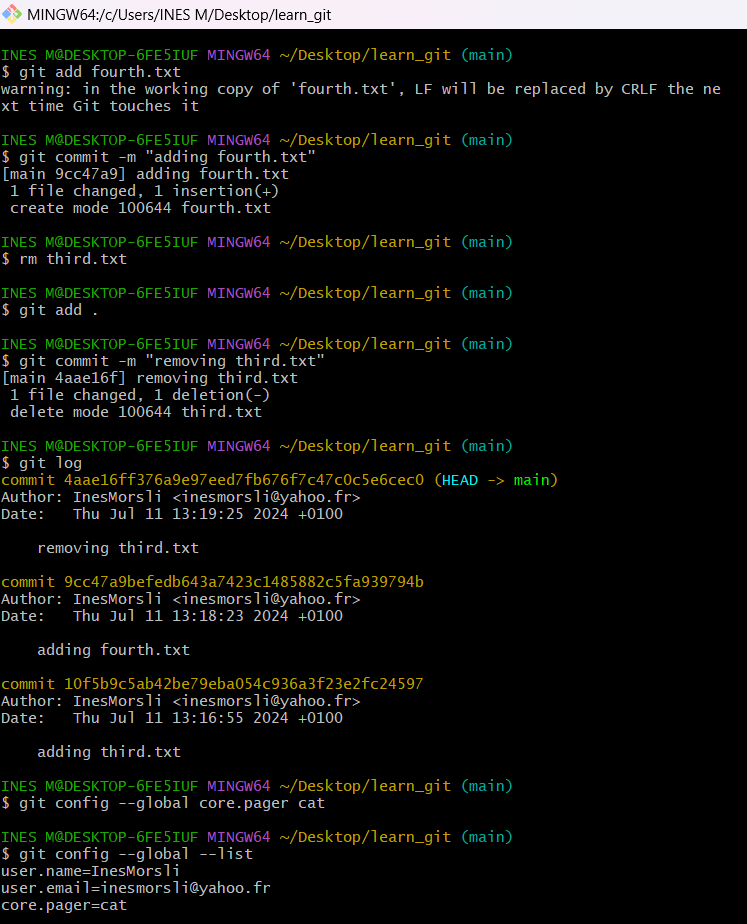 MINGW64:/c/Users/INES M/Desktop/learn_git
INES M@DESKTOP-6FE5IUF MINGW64 ~/Desktop/learn_git (main)
$ git add fourth.txt
warning: in the working copy of 'fourth.txt', LF will be replaced by CRLF the ne
xt time Git touches it
INES M@DESKTOP-6FE5IUF MINGW64 ~/Desktop/learn_git (main)
$ git commit -m "adding fourth.txt"
[main 9cc47a9] adding fourth.txt
 1 file changed, 1 insertion(+)
 create mode 100644 fourth.txt
INES M@DESKTOP-6FE5IUF MINGW64 ~/Desktop/learn_git (main)
$ rm third.txt
INES M@DESKTOP-6FE5IUF MINGW64 ~/Desktop/learn_git (main)
$ git add .
INES M@DESKTOP-6FE5IUF MINGW64 ~/Desktop/learn_git (main)
$ git commit -m "removing third.txt"
[main 4aae16f] removing third.txt
 1 file changed, 1 deletion(-)
 delete mode 100644 third.txt
INES M@DESKTOP-6FE5IUF MINGW64 ~/Desktop/learn_git (main)
$ git log
commit 4aae16ff376a9e97eed7fb676f7c47c0c5e6cec0 (HEAD -> main)
Author: InesMorsli <inesmorsli@yahoo.fr>
Date:   Thu Jul 11 13:19:25 2024 +0100
    removing third.txt
commit 9cc47a9befedb643a7423c1485882c5fa939794b
Author: InesMorsli <inesmorsli@yahoo.fr>
Date:   Thu Jul 11 13:18:23 2024 +0100
    adding fourth.txt
commit 10f5b9c5ab42be79eba054c936a3f23e2fc24597
Author: InesMorsli <inesmorsli@yahoo.fr>
Date:   Thu Jul 11 13:16:55 2024 +0100
    adding third.txt
INES M@DESKTOP-6FE5IUF MINGW64 ~/Desktop/learn_git (main)
$ git config --global core.pager cat
INES M@DESKTOP-6FE5IUF MINGW64 ~/Desktop/learn_git (main)
$ git config --global --list
user.name=InesMorsli
user.email=inesmorsli@yahoo.fr
core.pager=cat